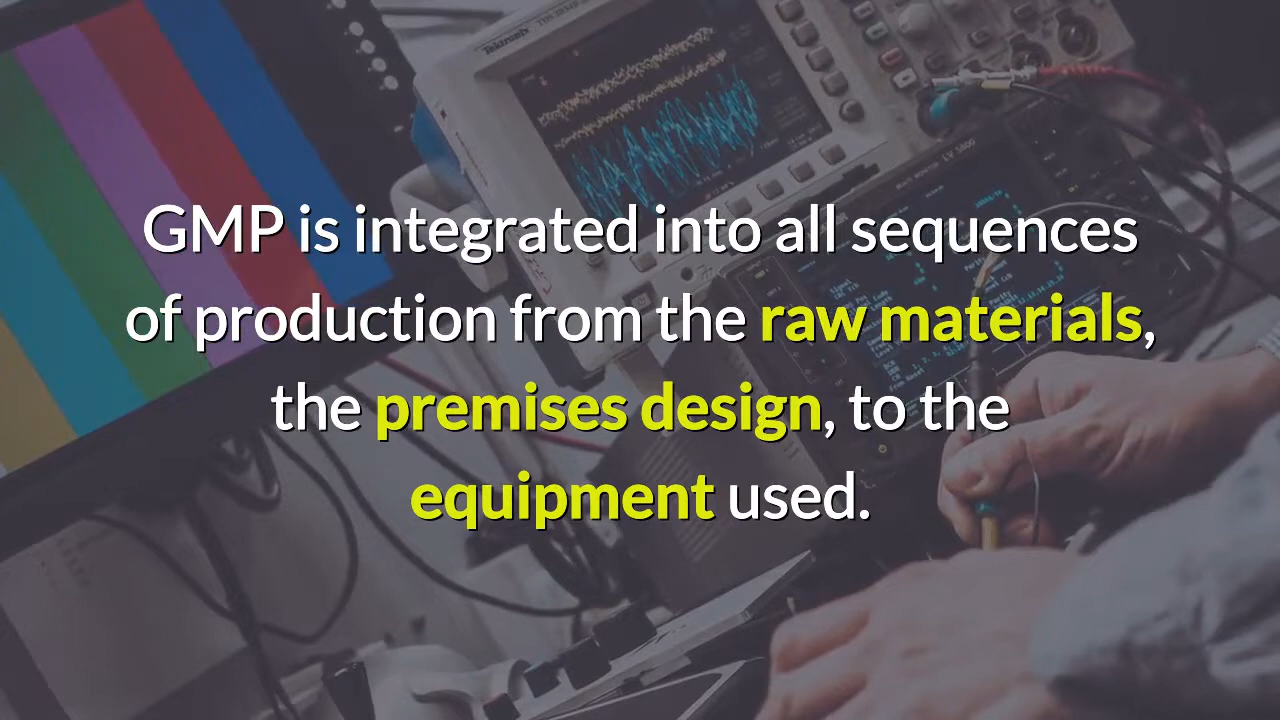 Tektronix
GMP is integrated into all sequences
of production from the raw materials,
the premises design, to the
equipment used.